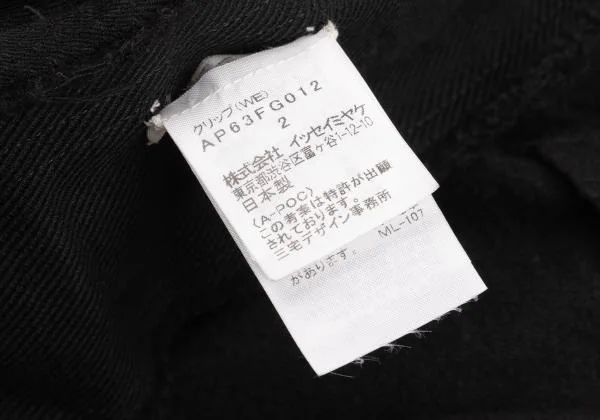 クリップ(WE)
AP63FG012
2
株式会社 イッセイミヤケ
東京都渋谷区富ヶ谷1-12-10
日本製
〈A-POC〉
この考案は特許が出願
されております。
三宅デザイン事務所
ML-107
があります。